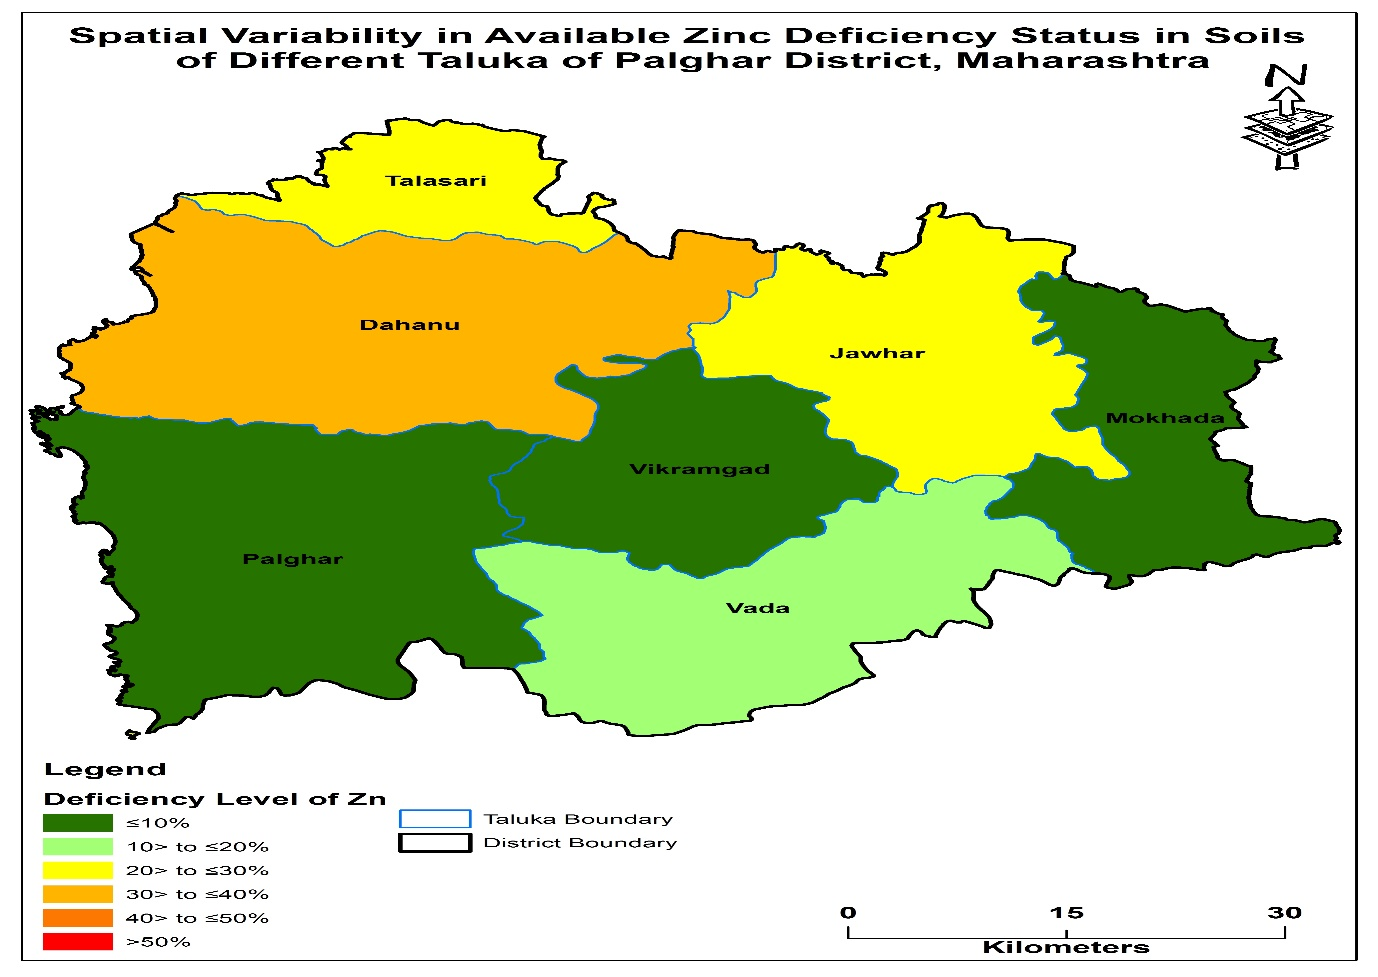 Spatial Variability in Available Zinc Deficiency Status in Soils
of Different Taluka of Palghar District, Maharashtra
N
Talasari
Dahanu
Jawhar
Mokhada
Vikramgad
Palghar
Vada
Legend
Deficiency Level of Zn
≤10%
10> to ≤20%
20> to ≤30%
30> to ≤40%
40> to ≤50%
>50%
Taluka Boundary
District Boundary
0 15 30
Kilometers